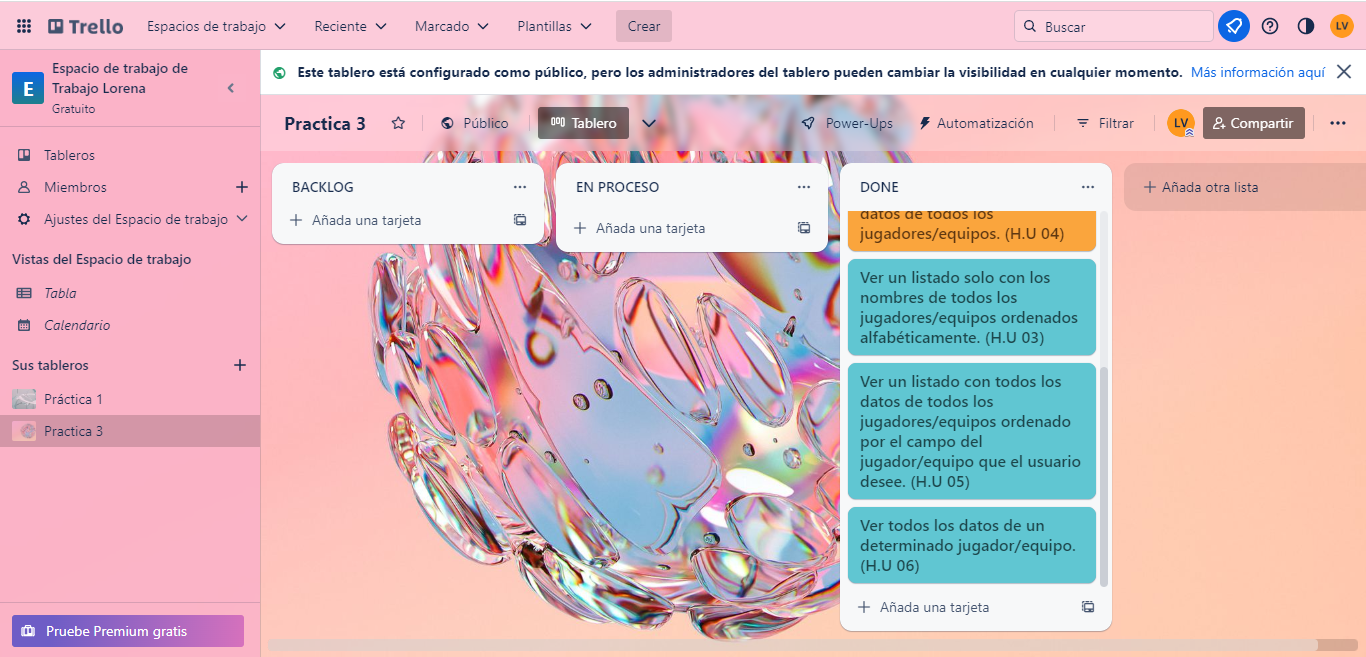 Trello
Espacios de trabajo
Reciente
Marcado
Plantillas
Crear
Buscar
LV
E
Espacio de trabajo de
Trabajo Lorena
Gratuito
Este tablero está configurado como público, pero los administradores del tablero pueden cambiar la visibilidad en cualquier momento. Más información aquí
Practica 3
Público
Tablero
Power-Ups
Automatización
Filtrar
LV
Compartir
Tableros
Miembros
Ajustes del Espacio de trabajo
Vistas del Espacio de trabajo
Tabla
Calendario
Sus tableros
Práctica 1
Practica 3
Pruebe Premium gratis
BACKLOG
Añada una tarjeta
EN PROCESO
Añada una tarjeta
DONE
datos de todos los
jugadores/equipos. (H.U 04)
Ver un listado solo con los
nombres de todos los
jugadores/equipos ordenados
alfabéticamente. (H.U 03)
Ver un listado con todos los
datos de todos los
jugadores/equipos ordenado
por el campo del
jugador/equipo que el usuario
desee. (H.U 05)
Ver todos los datos de un
determinado jugador/equipo.
(H.U 06)
Añada una tarjeta
Añada otra lista